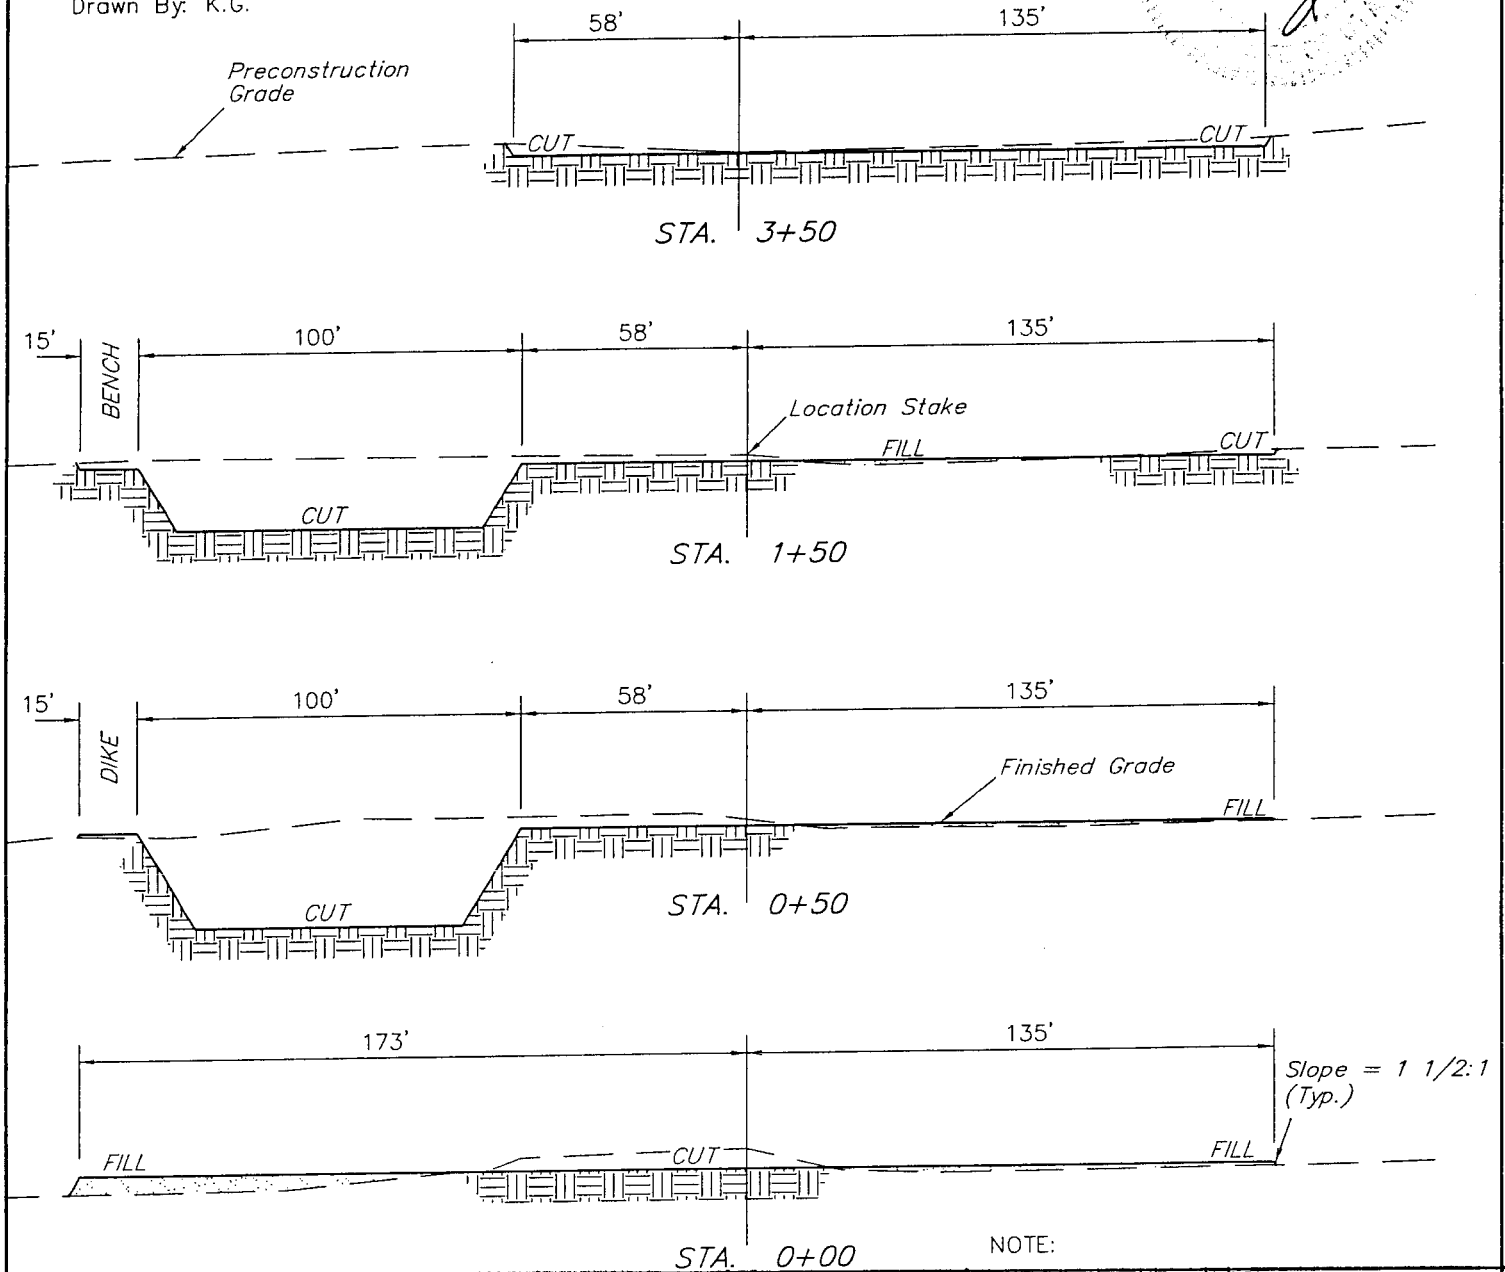 Drawn By: K.G.
58'
135'
Preconstruction
Grade
CUT
CUT
STA. 3+50
15'
BENCH
100'
58'
135'
Location Stake
FILL
CUT
CUT
STA. 1+50
15'
DIKE
100'
58'
135'
Finished Grade
FILL
CUT
STA. 0+50
173'
135'
Slope = 1 1/2:1
(Typ.)
FILL
CUT
FILL
STA. 0+00
NOTE: